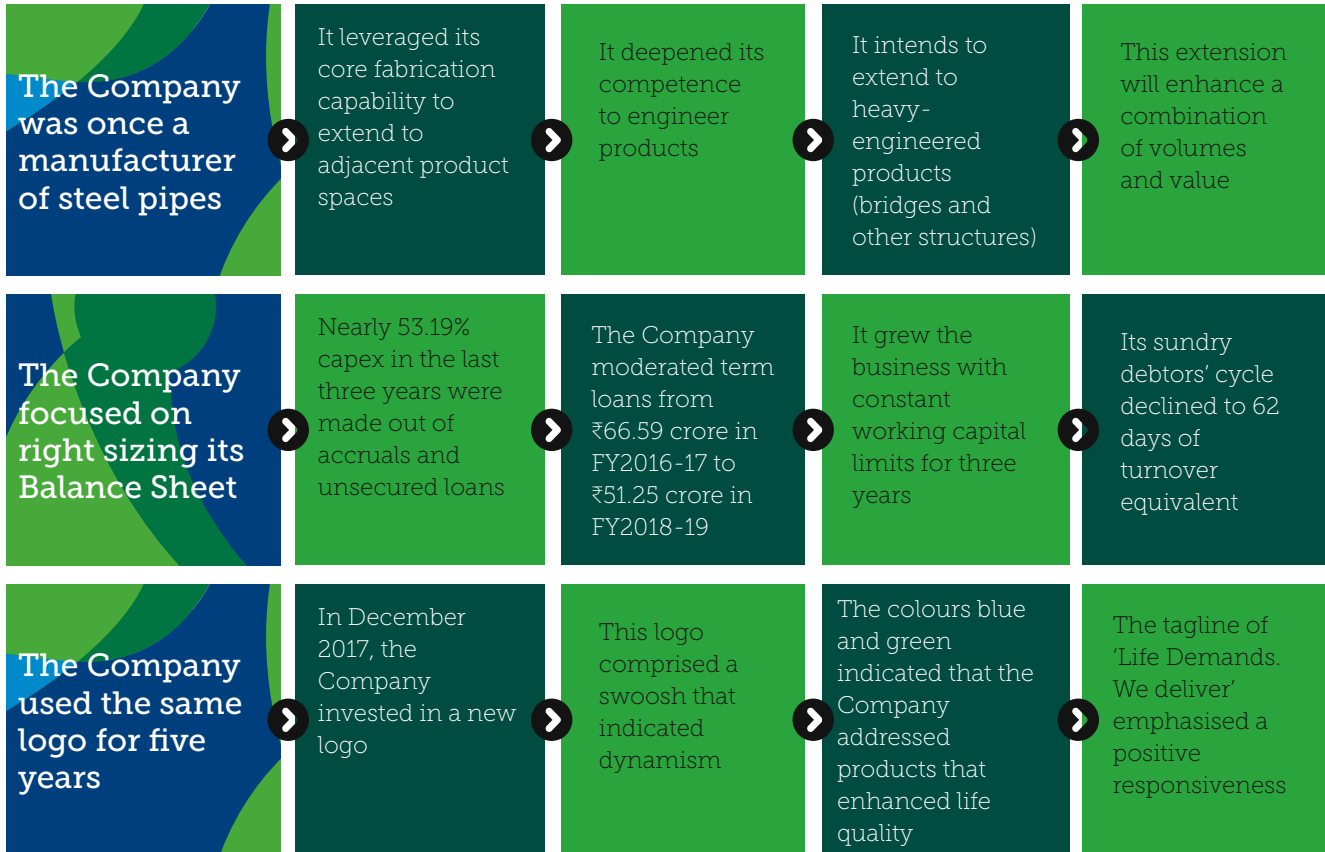 The Company
was once a
manufacturer
of steel pipes
It leveraged its
core fabrication
capability to
extend to
adjacent product
spaces
It deepened its
competence
to engineer
products
It intends to
extend to
heavy-
engineered
products
(bridges and
other structures)
This extension
will enhance a
combination
of volumes
and value
The Company
focused on
right sizing its
Balance Sheet
Nearly 53.19%
capex in the last
three years were
made out of
accruals and
unsecured loans
The Company
moderated term
loans from
₹66.59 crore in
FY2016-17 to
₹51.25 crore in
FY2018-19
It grew the
business with
constant
working capital
limits for three
years
Its sundry
debtors’ cycle
declined to 62
days of
turnover
equivalent
The Company
used the same
logo for five
years
In December
2017, the
Company
invested in a new
logo
This logo
comprised a
swoosh that
indicated
dynamism
The colours blue
and green
indicated that the
Company
addressed
products that
enhanced life
quality
The tagline of
‘Life Demands.
We deliver’
emphasised a
positive
responsiveness